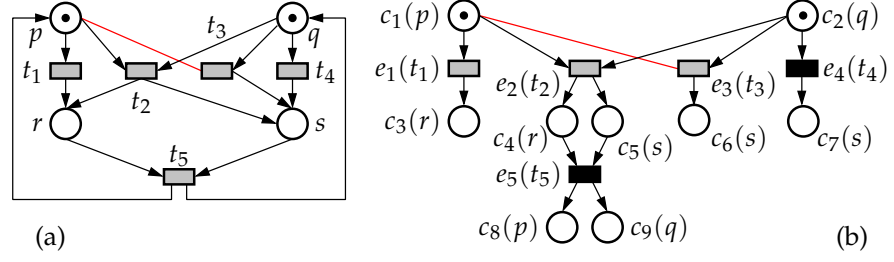 p
t₃
q
t₁
t₂
t₄
r
s
t₅
(a)
c₁(p)
c₂(q)
e₁(t₁)
e₂(t₂)
e₃(t₃)
e₄(t₄)
c₃(r)
c₄(r)
c₅(s)
c₆(s)
c₇(s)
e₅(t₅)
c₈(p)
c₉(q)
(b)